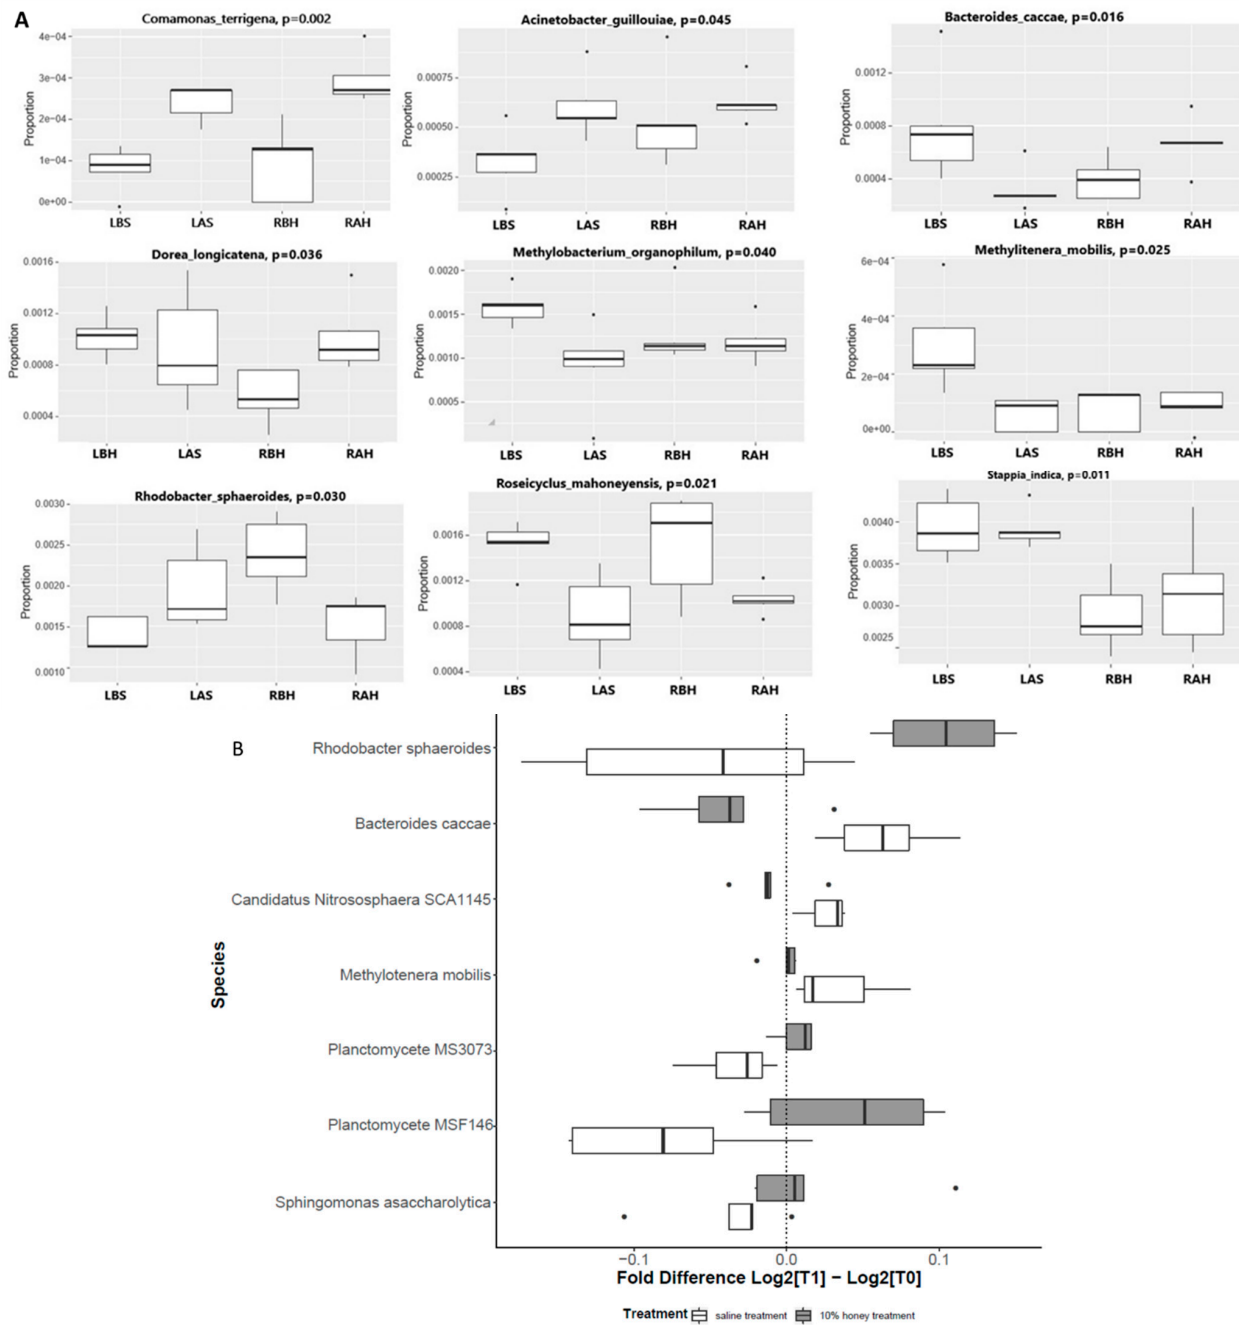 A
Comamonas_terrigena, p=0.002
Proportion
4e−04
3e−04
2e−04
1e−04
0e+00
LBS LAS RBH RAH
Acinetobacter_guillouiae, p=0.045
Proportion
0.00075
0.00050
0.00025
LBS LAS RBH RAH
Bacteroides_caccae, p=0.016
Proportion
0.0012
0.0008
0.0004
LBS LAS RBH RAH
Dorea_longicatena, p=0.036
Proportion
0.0016
0.0012
0.0008
0.0004
LBH LAS RBH RAH
Methylobacterium_organophilum, p=0.040
Proportion
0.0020
0.0015
0.0010
0.0005
LBS LAS RBH RAH
Methylitenera_mobilis, p=0.025
Proportion
6e−04
4e−04
2e−04
0e+00
LBS LAS RBH RAH
Rhodobacter_sphaeroides, p=0.030
Proportion
0.0030
0.0025
0.0020
0.0015
0.0010
LBS LAS RBH RAH
Roseicyclus_mahoneyensis, p=0.021
Proportion
0.0016
0.0012
0.0008
0.0004
LBS LAS RBH RAH
Stappia_indica, p=0.011
Proportion
0.0040
0.0035
0.0030
0.0025
LBS LAS RBH RAH
B
Species
Rhodobacter sphaeroides
Bacteroides caccae
Candidatus Nitrososphaera SCA1145
Methylotenera mobilis
Planctomycete MS3073
Planctomycete MSF146
Sphingomonas asaccharolytica
−0.1 0.0 0.1
Fold Difference Log2[T1] − Log2[T0]
Treatment saline treatment 10% honey treatment